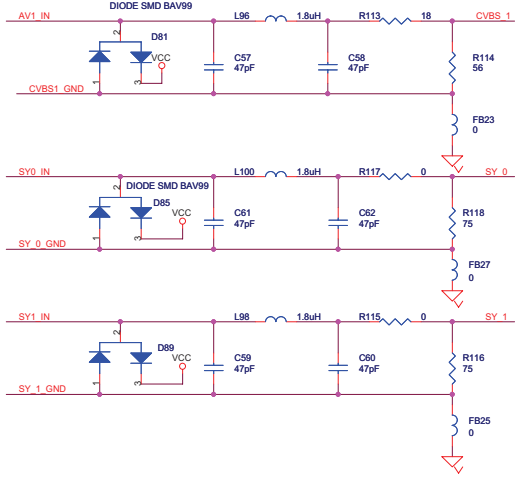 DIODE SMD BAV99
AV1_IN
L96
1.8uH
R113
18
CVBS_1
2
D81
VCC
C57
47pF
C58
47pF
R114
56
1
3
CVBS1_GND
FB23
0
SY0_IN
L100
1.8uH
R117
0
SY_0
2
DIODE SMD BAV99
D85
VCC
C61
47pF
C62
47pF
R118
75
1
3
SY_0_GND
FB27
0
SY1_IN
L98
1.8uH
R115
0
SY_1
2
D89
VCC
C59
47pF
C60
47pF
R116
75
1
3
SY_1_GND
FB25
0